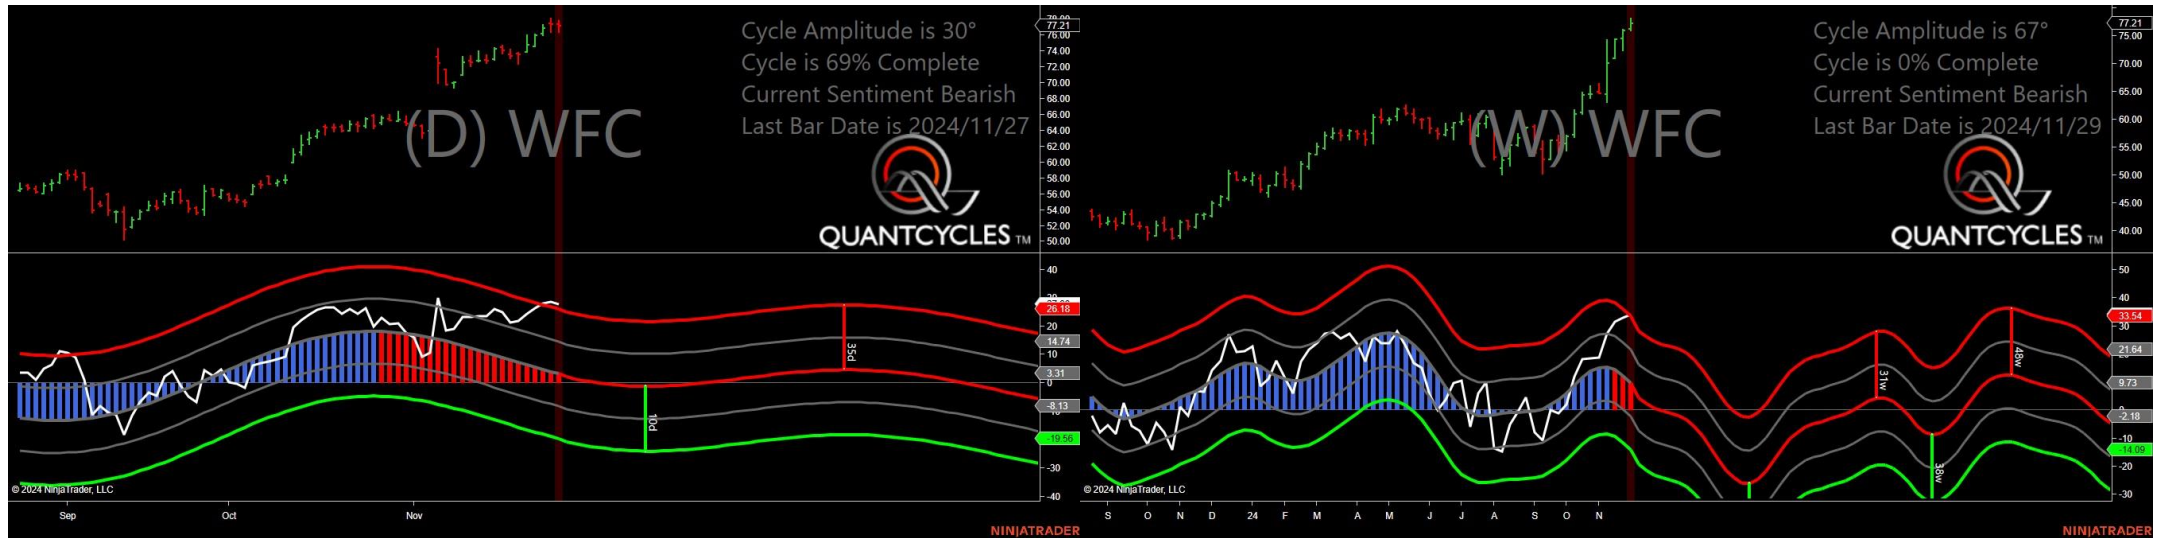 Cycle Amplitude is 30°
Cycle is 69% Complete
Current Sentiment Bearish
Last Bar Date is 2024/11/27
(D) WFC
QUANTCYCLES TM
77.21
76.00
74.00
72.00
70.00
68.00
66.00
64.00
62.00
60.00
58.00
56.00
54.00
52.00
50.00
40
26.18
20
14.74
10
3.31
0
-8.13
-19.56
-30
-40
35d
10d
© 2024 NinjaTrader, LLC
Sep
Oct
Nov
NINJATRADER
Cycle Amplitude is 67°
Cycle is 0% Complete
Current Sentiment Bearish
Last Bar Date is 2024/11/29
(W) WFC
QUANTCYCLES TM
77.21
75.00
70.00
65.00
60.00
55.00
50.00
45.00
40.00
50
40
33.54
30
21.64
9.73
-2.18
-10
-14.09
-20
-30
31w
48w
38w
© 2024 NinjaTrader, LLC
S O N D 24 F M A M J J A S O N
NINJATRADER